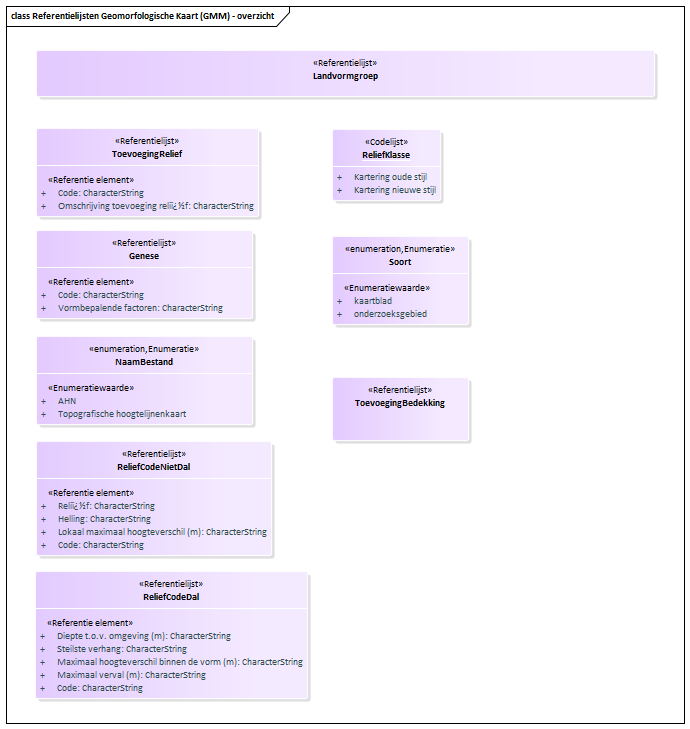 class Referentielijsten Geomorfologische Kaart (GMM) - overzicht
«Referentielijst»
Landvormgroep
«Referentielijst»
ToevoegingRelief
«Referentie element»
+ Code: CharacterString
+ Omschrijving toevoeging reliï¿½f: CharacterString
«Codelijst»
ReliefKlasse
+ Kartering oude stijl
+ Kartering nieuwe stijl
«Referentielijst»
Genese
«Referentie element»
+ Code: CharacterString
+ Vormbepalende factoren: CharacterString
«enumeration,Enumeratie»
Soort
«Enumeratiewaarde»
+ kaartblad
+ onderzoeksgebied
«enumeration,Enumeratie»
NaamBestand
«Enumeratiewaarde»
+ AHN
+ Topografische hoogtelijnenkaart
«Referentielijst»
ToevoegingBedekking
«Referentielijst»
ReliefCodeNietDal
«Referentie element»
+ Reliï¿½f: CharacterString
+ Helling: CharacterString
+ Lokaal maximaal hoogteverschil (m): CharacterString
+ Code: CharacterString
«Referentielijst»
ReliefCodeDal
«Referentie element»
+ Diepte t.o.v. omgeving (m): CharacterString
+ Steilste verhang: CharacterString
+ Maximaal hoogteverschil binnen de vorm (m): CharacterString
+ Maximaal verval (m): CharacterString
+ Code: CharacterString